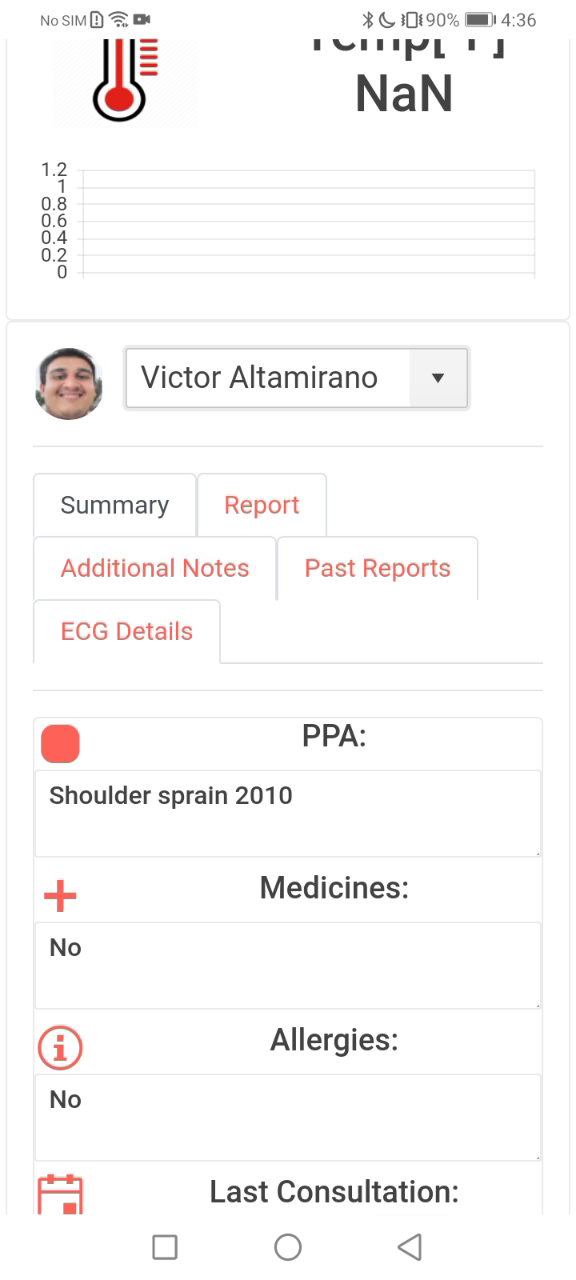 No SIM 90% 4:36
NaN
1.2
1
0.8
0.6
0.4
0.2
0
Victor Altamirano
Summary
Report
Additional Notes
Past Reports
ECG Details
PPA:
Shoulder sprain 2010
Medicines:
No
Allergies:
No
Last Consultation: